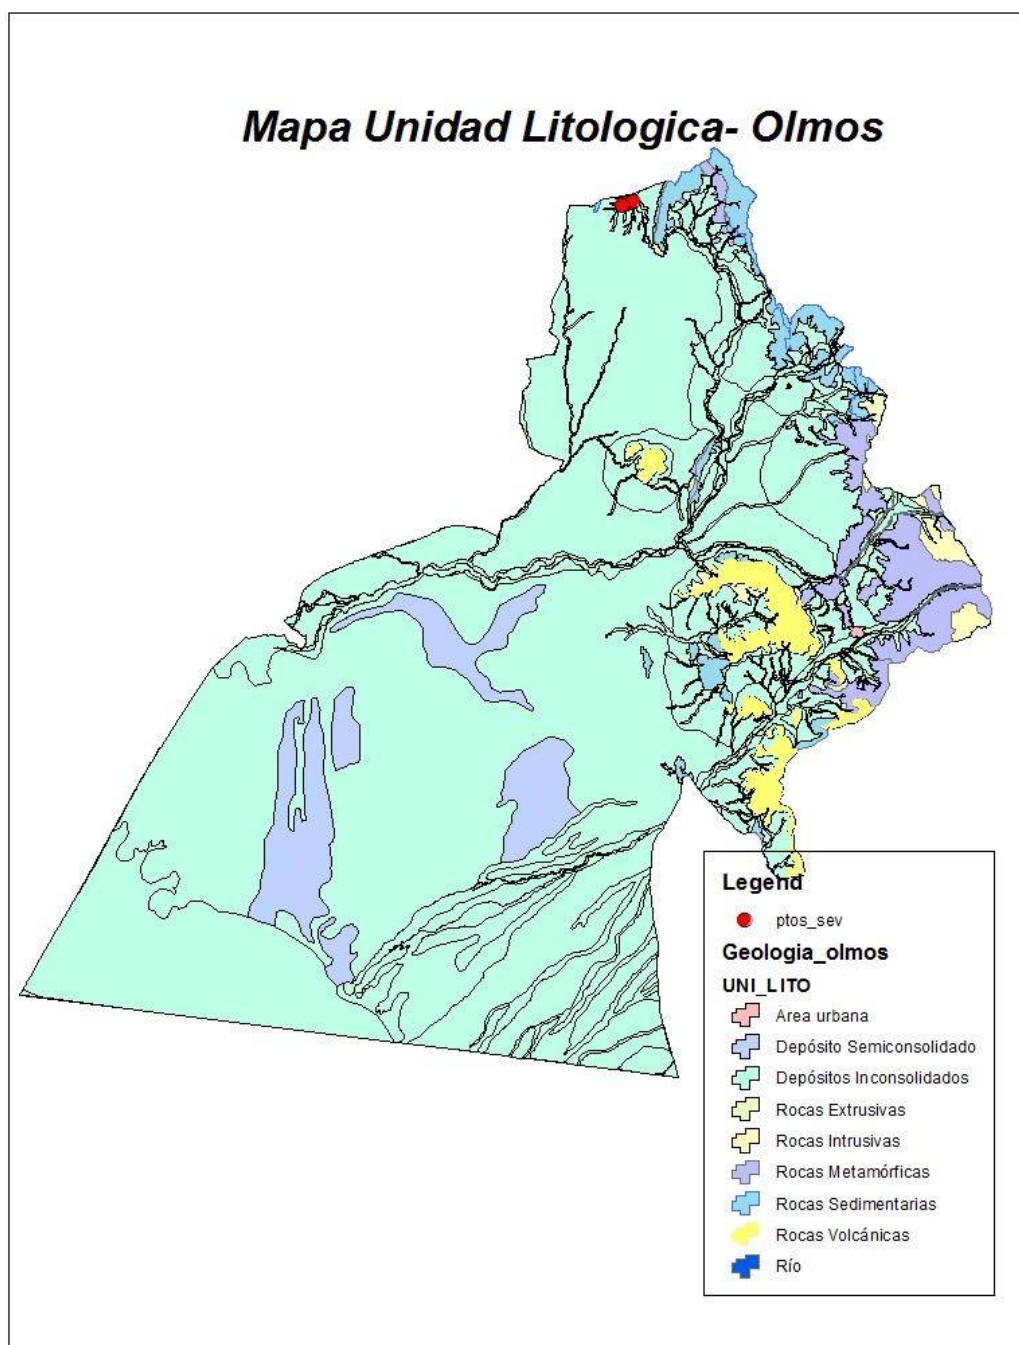 Mapa Unidad Litologica- Olmos
Legend
ptos_sev
Geologia_olmos
UNI_LITO
Area urbana
Depósito Semiconsolidado
Depósitos Inconsolidados
Rocas Extrusivas
Rocas Intrusivas
Rocas Metamórficas
Rocas Sedimentarias
Rocas Volcánicas
Río